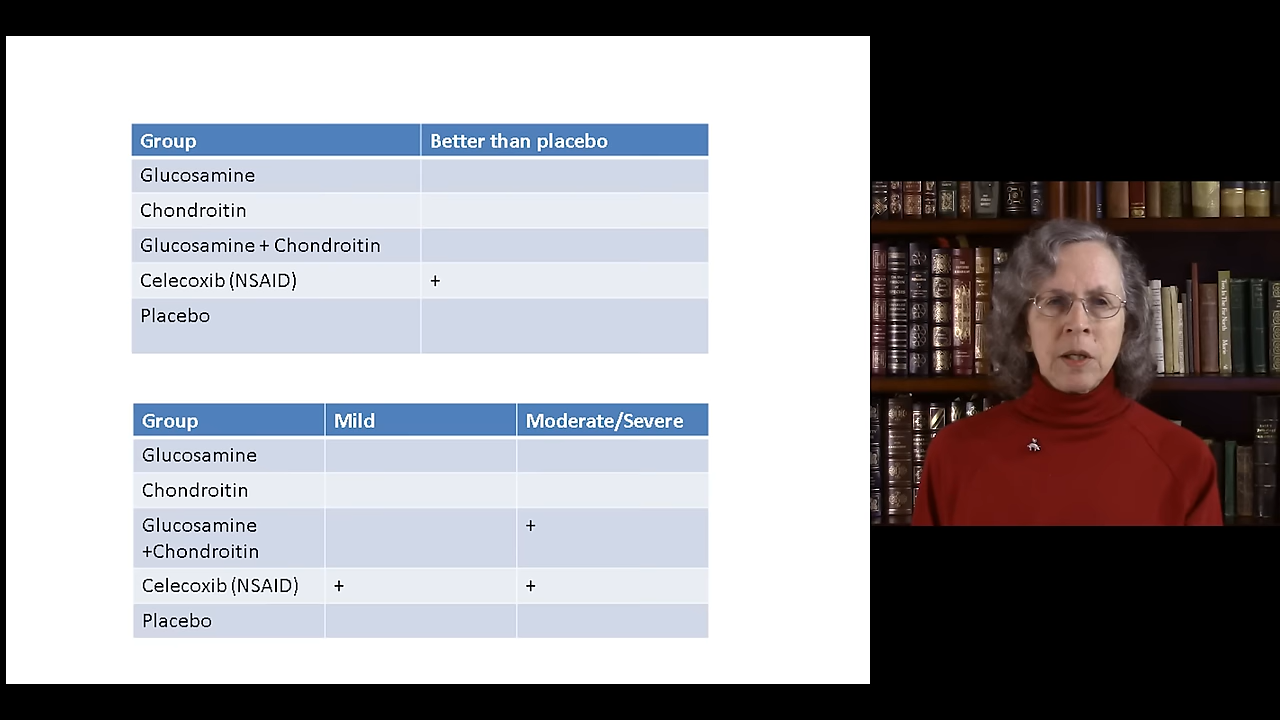 Group Better than placebo
Glucosamine
Chondroitin
Glucosamine + Chondroitin
Celecoxib (NSAID) +
Placebo
Group Mild Moderate/Severe
Glucosamine
Chondroitin
Glucosamine +
+Chondroitin
Celecoxib (NSAID) + +
Placebo